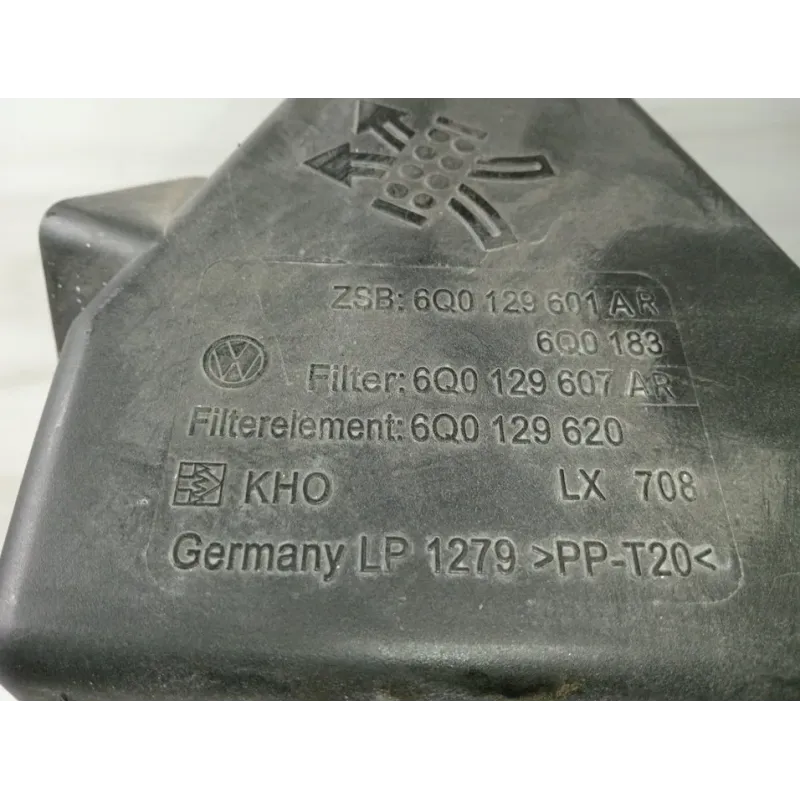 ZSB: 6Q0 129 601 AR
6Q0 183
Filter: 6Q0 129 607 AR
Filterelement: 6Q0 129 620
KHO LX 708
Germany LP 1279 >PP-T20<